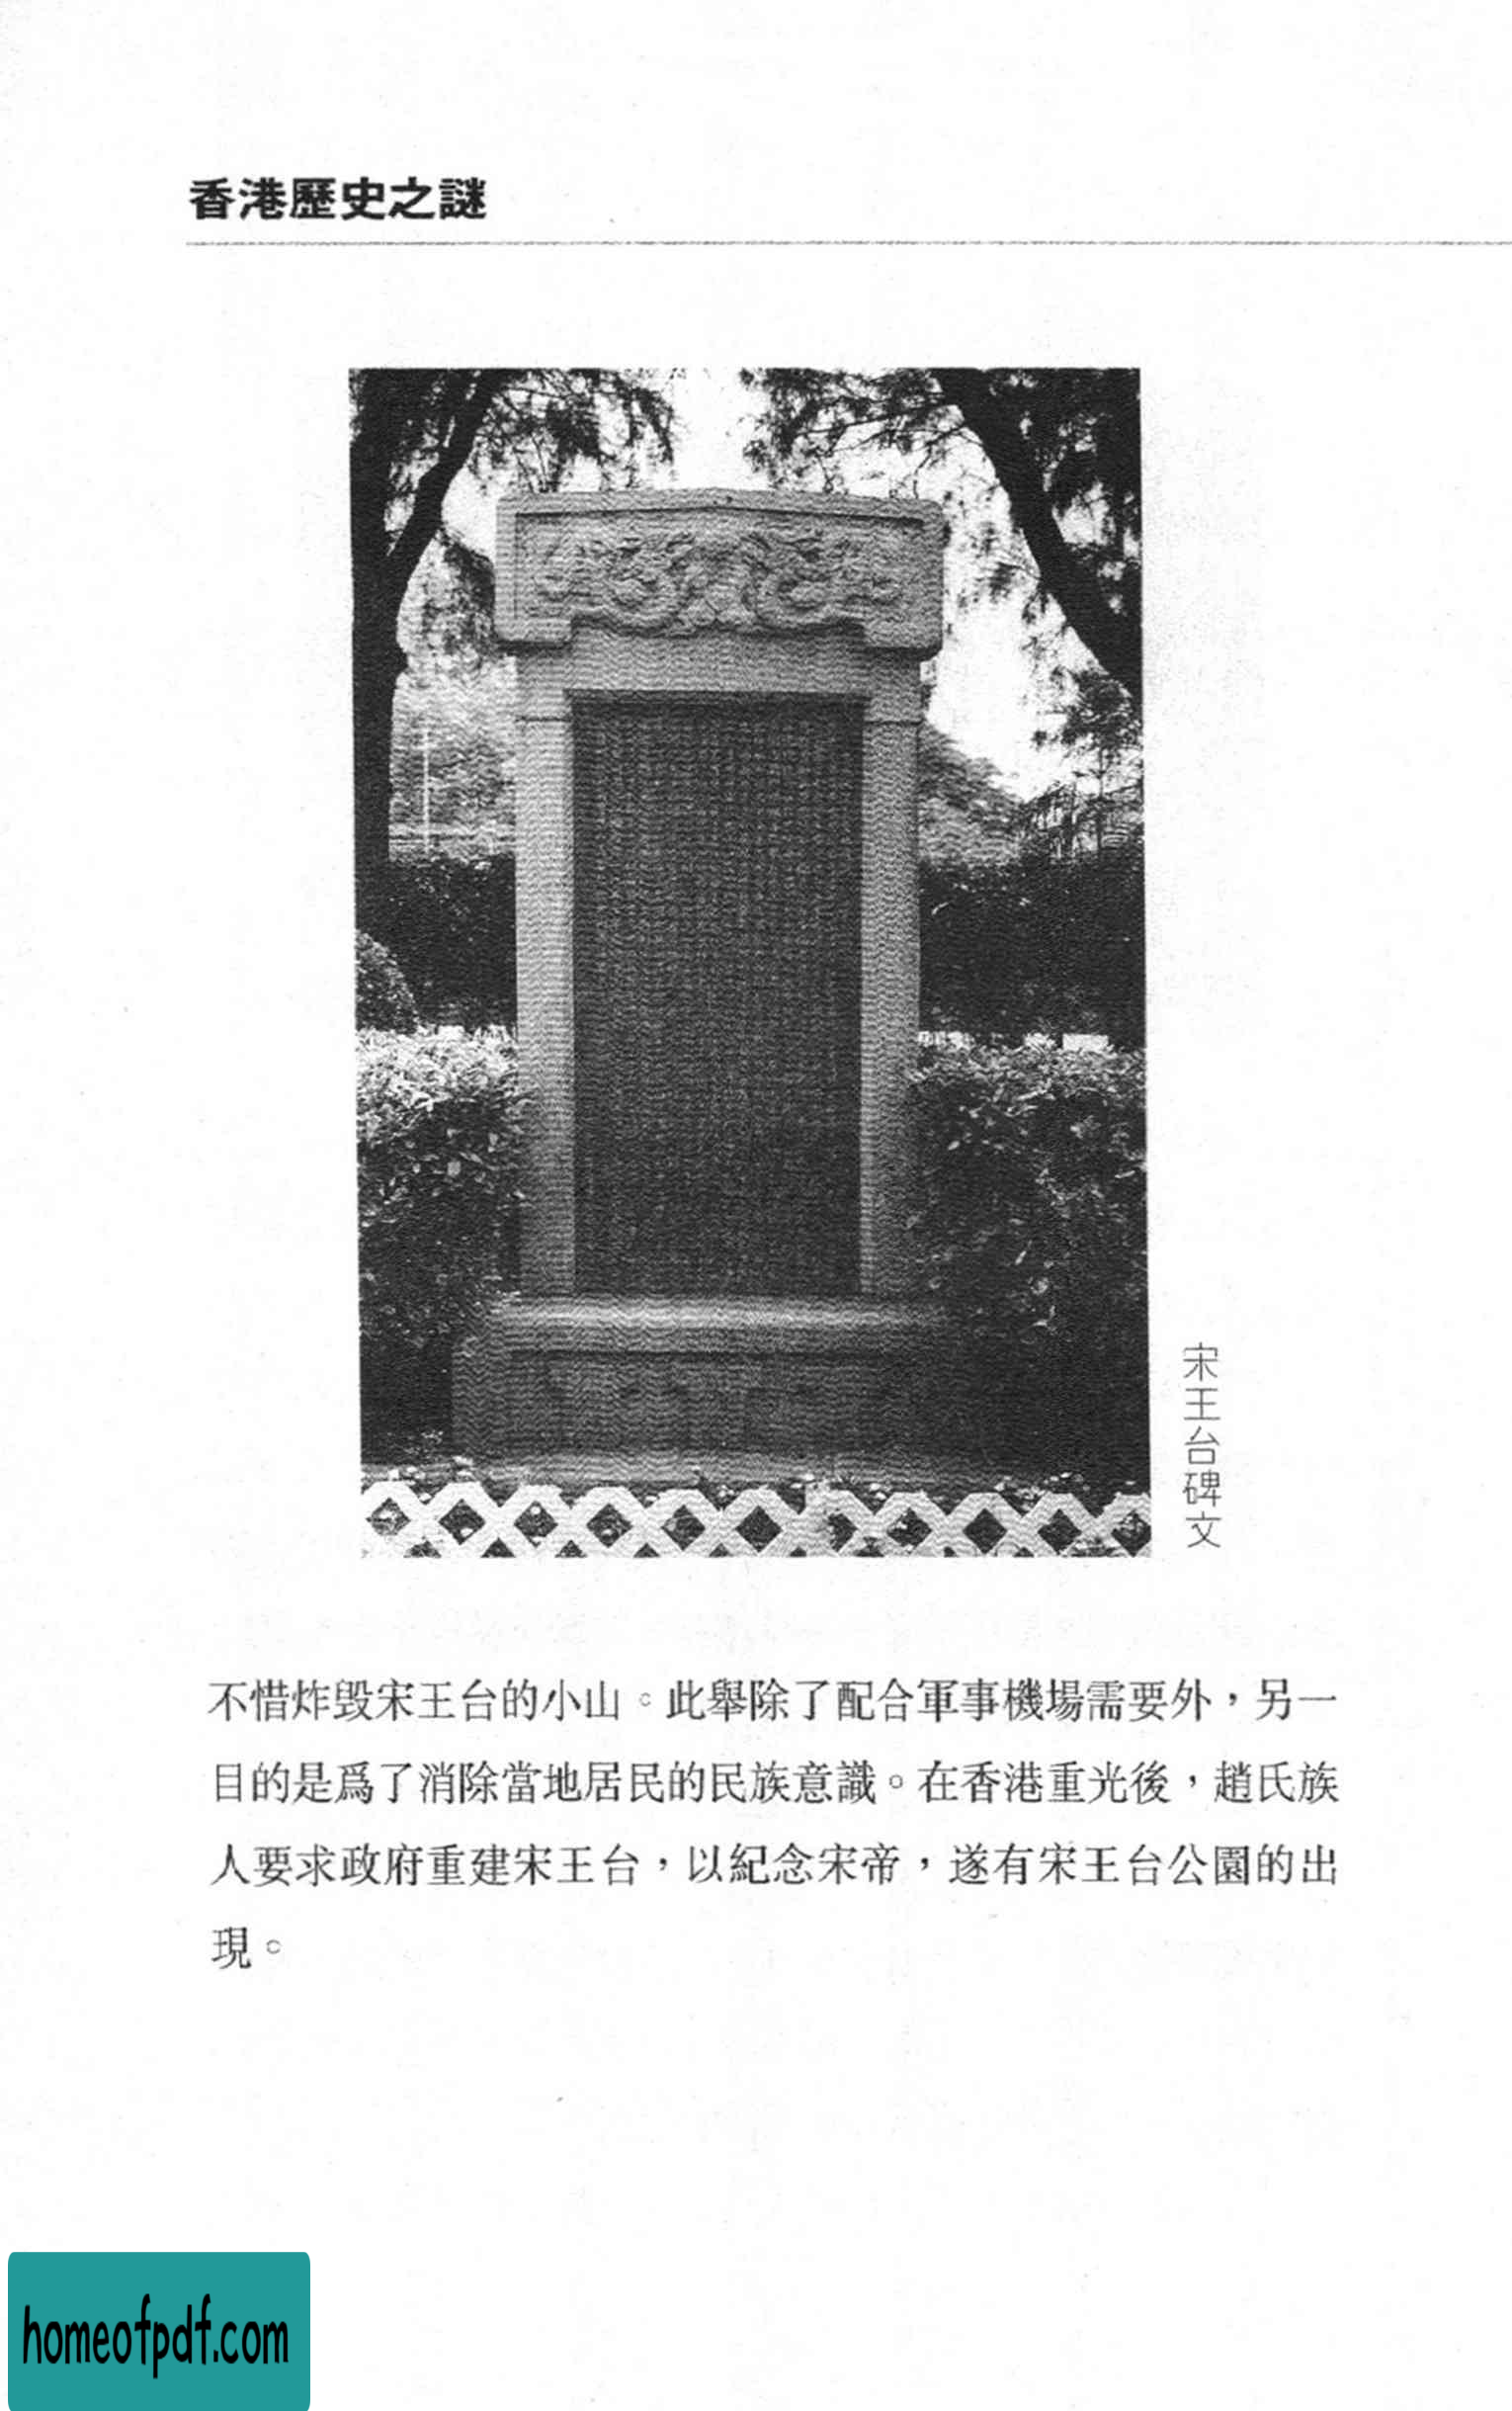 香港歷史之謎
宋王台碑文
不惜炸毀宋王台的小山。此舉除了配合軍事機場需要外，另一
目的是爲了消除當地居民的民族意識。在香港重光後，趙氏族
人要求政府重建宋王台，以紀念宋帝，遂有宋王台公園的出
現。
homeofpdf.com